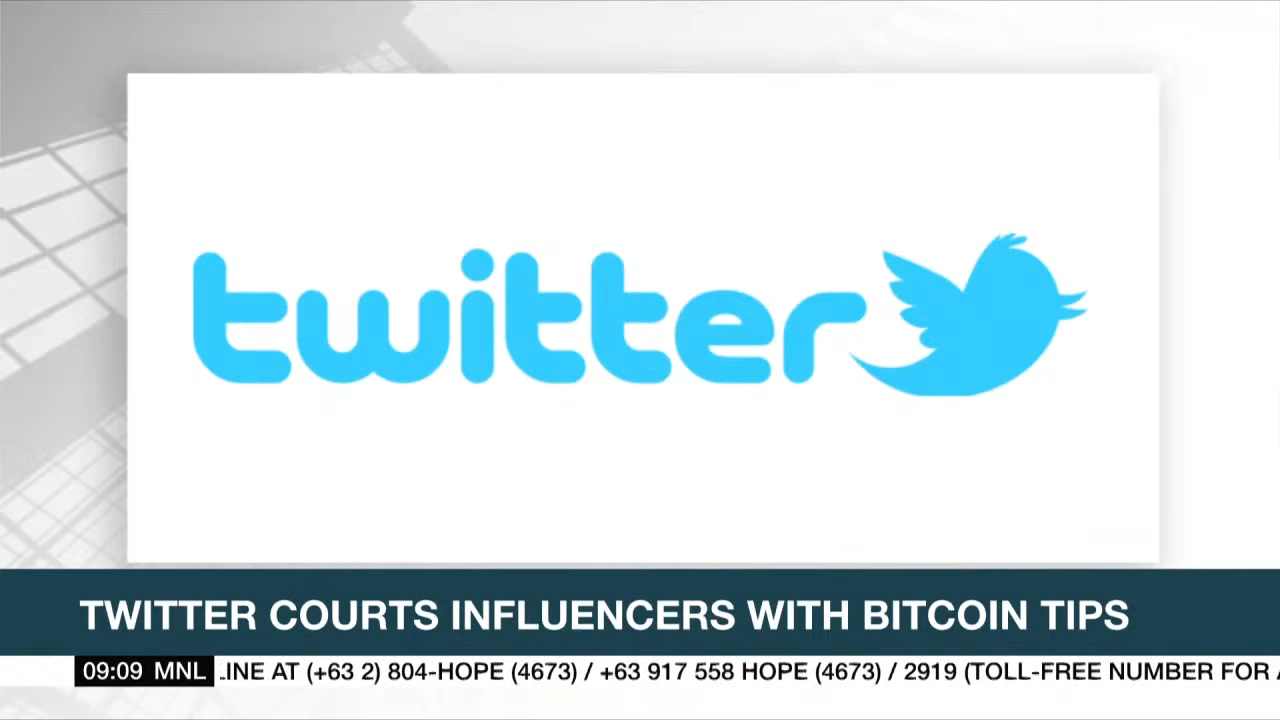 twitter
TWITTER COURTS INFLUENCERS WITH BITCOIN TIPS
09:09 MNL
AT (+63 2) 804-HOPE (4673) / +63 917 558 HOPE (4673) / 2919 (TOLL-FREE NUMBER FOR